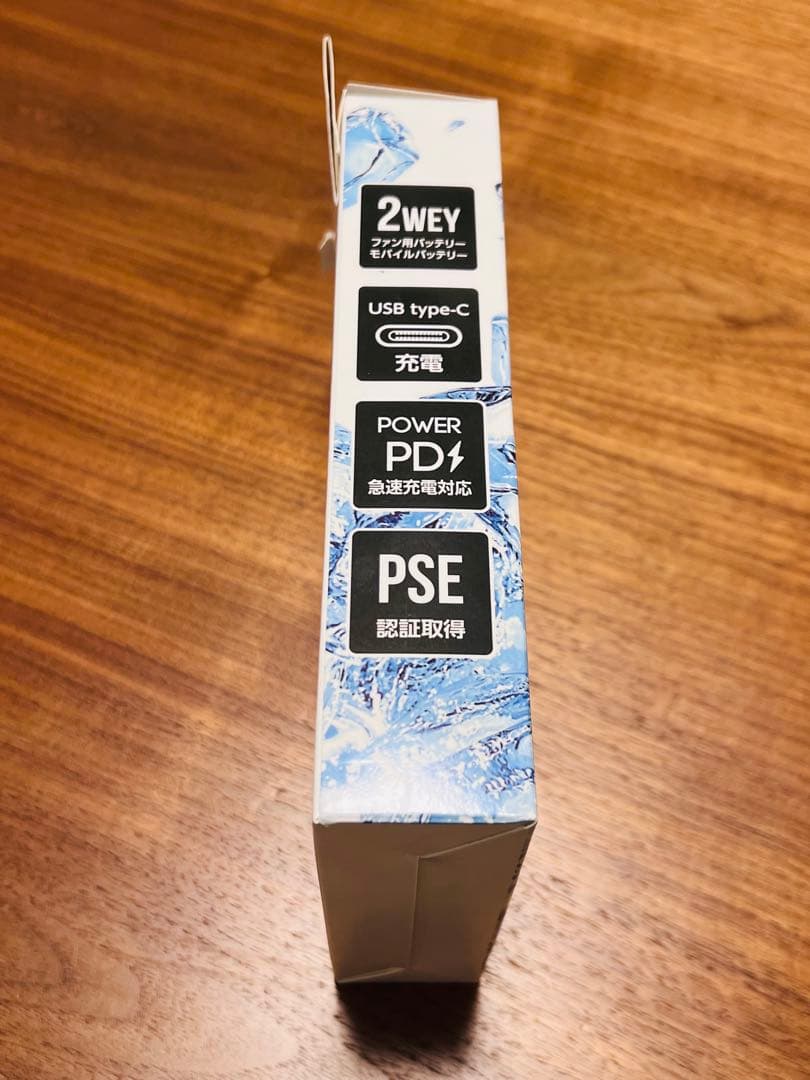 2WEY
ファン用バッテリー
モバイルバッテリー
USB type-C
充電
POWER
PD
急速充電対応
PSE
認証取得